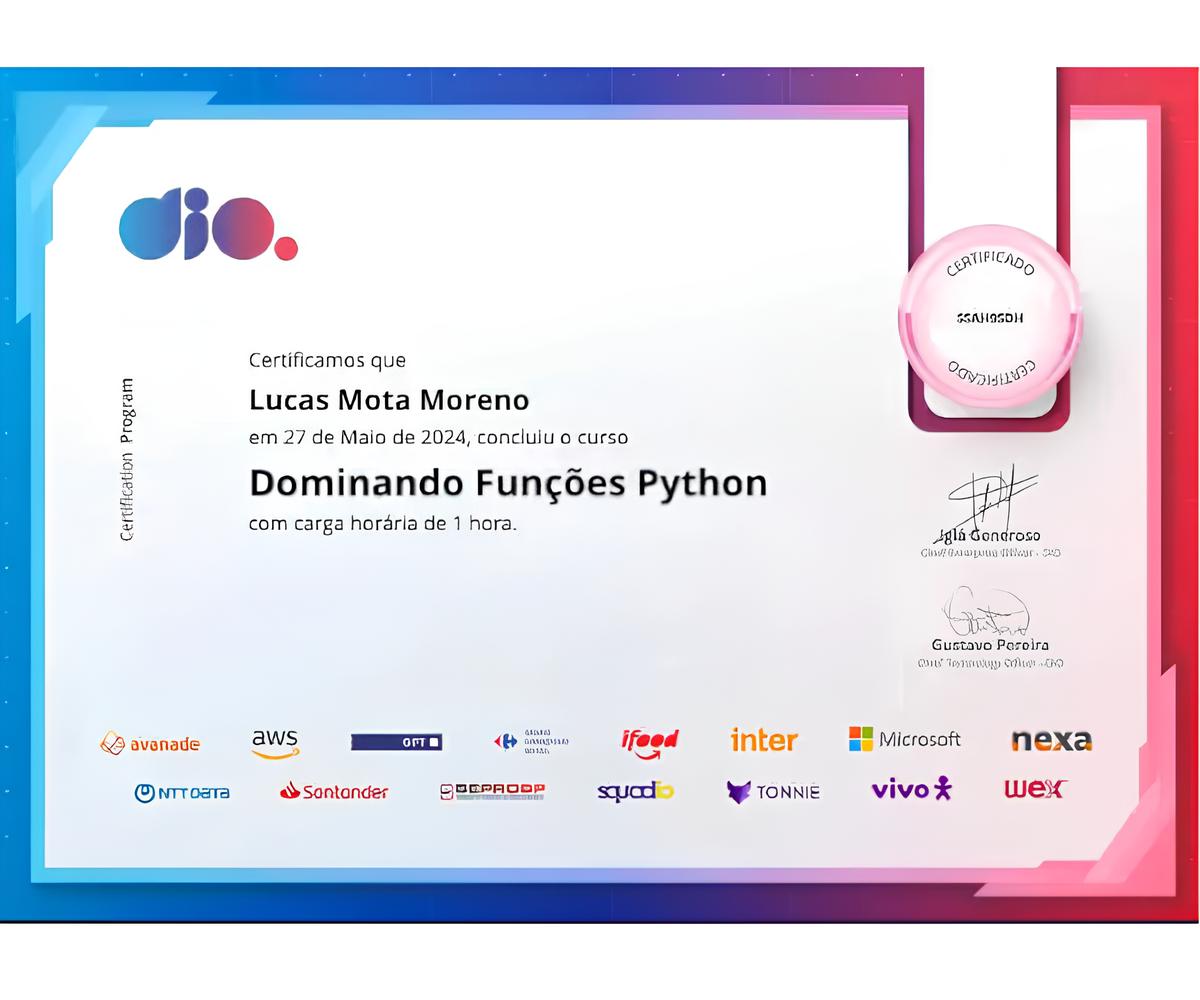 dio.
CERTIFICADO
CERTIFICADO
Certification Program
Certificamos que
Lucas Mota Moreno
em 27 de Maio de 2024, concluiu o curso
Dominando Funções Python
com carga horária de 1 hora.
Iglá Generoso
Gustavo Pereira
avanade aws GFT ifood inter Microsoft nexa
NTT DATA Santander squadio TONNIE vivo wex